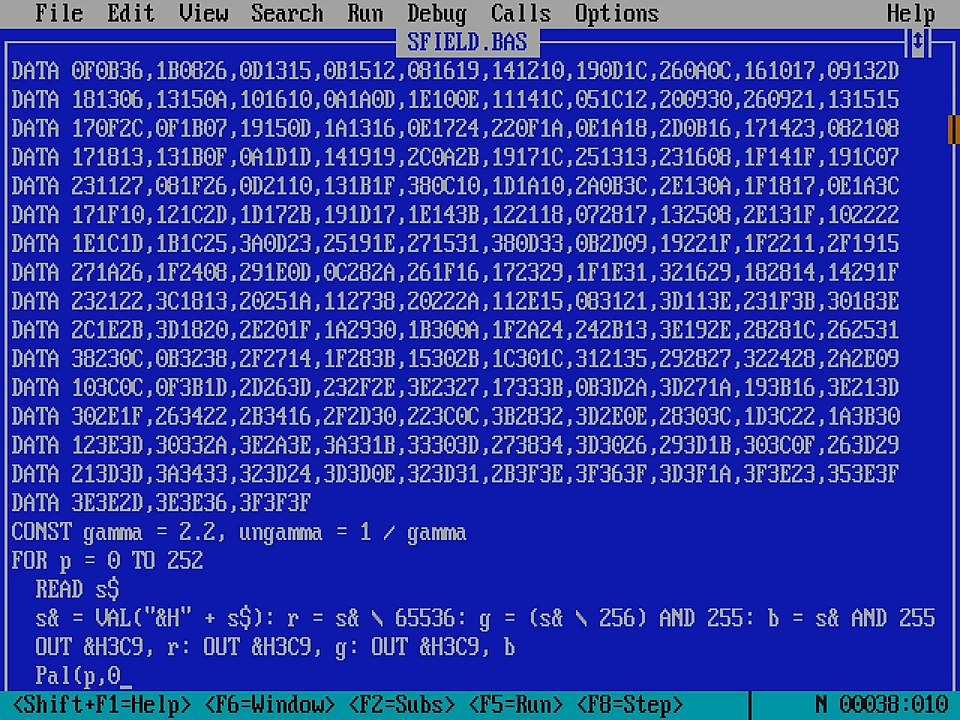 File Edit View Search Run Debug Calls Options Help
SFIELD.BAS
DATA 0F0B36,1B0826,0D1315,0B1512,081619,141210,190D1C,260A0C,161017,09132D
DATA 181306,13150A,101610,0A1A0D,1E100E,11141C,051C12,200930,260921,131515
DATA 170F2C,0F1B07,19150D,1A1316,0E1724,220F1A,0E1A18,2D0B16,171423,082108
DATA 171813,131B0F,0A1D1D,141919,2C0A2B,19171C,251313,231608,1F141F,191C07
DATA 231127,081F26,0D2110,131B1F,380C10,1D1A10,2A0B3C,2E130A,1F1817,0E1A3C
DATA 171F10,121C2D,1D172B,191D17,1E143B,122118,072817,132508,2E131F,102222
DATA 1E1C1D,1B1C25,3A0D23,25191E,271531,380D33,0B2D09,19221F,1F2211,2F1915
DATA 271A26,1F2408,291E0D,0C282A,261F16,172329,1F1E31,321629,182814,14291F
DATA 232122,3C1813,20251A,112738,20222A,112E15,083121,3D113E,231F3B,30183E
DATA 2C1E2B,3D1820,2E201F,1A2930,1B300A,1F2A24,242B13,3E192E,28281C,262531
DATA 38230C,0B3238,2F2714,1F283B,15302B,1C301C,312135,292827,322428,2A2E09
DATA 103C0C,0F3B1D,2D263D,232F2E,3E2327,17333B,0B3D2A,3D271A,193B16,3E213D
DATA 302E1F,263422,2B3416,2F2D30,223C0C,3B2832,3D2E0E,28303C,1D3C22,1A3B30
DATA 123E3D,30332A,3E2A3E,3A331B,33303D,273834,3D3026,293D1B,303C0F,263D29
DATA 213D3D,3A3433,323D24,3D3D0E,323D31,2B3F3E,3F363F,3D3F1A,3F3E23,353E3F
DATA 3E3E2D,3E3E36,3F3F3F
CONST gamma = 2.2, ungamma = 1 / gamma
FOR p = 0 TO 252
READ s$
s& = VAL("&H" + s$): r = s& \ 65536: g = (s& \ 256) AND 255: b = s& AND 255
OUT &H3C9, r: OUT &H3C9, g: OUT &H3C9, b
Pal(p,0_
<Shift+F1=Help> <F6=Window> <F2=Subs> <F5=Run> <F8=Step> N 00038:010